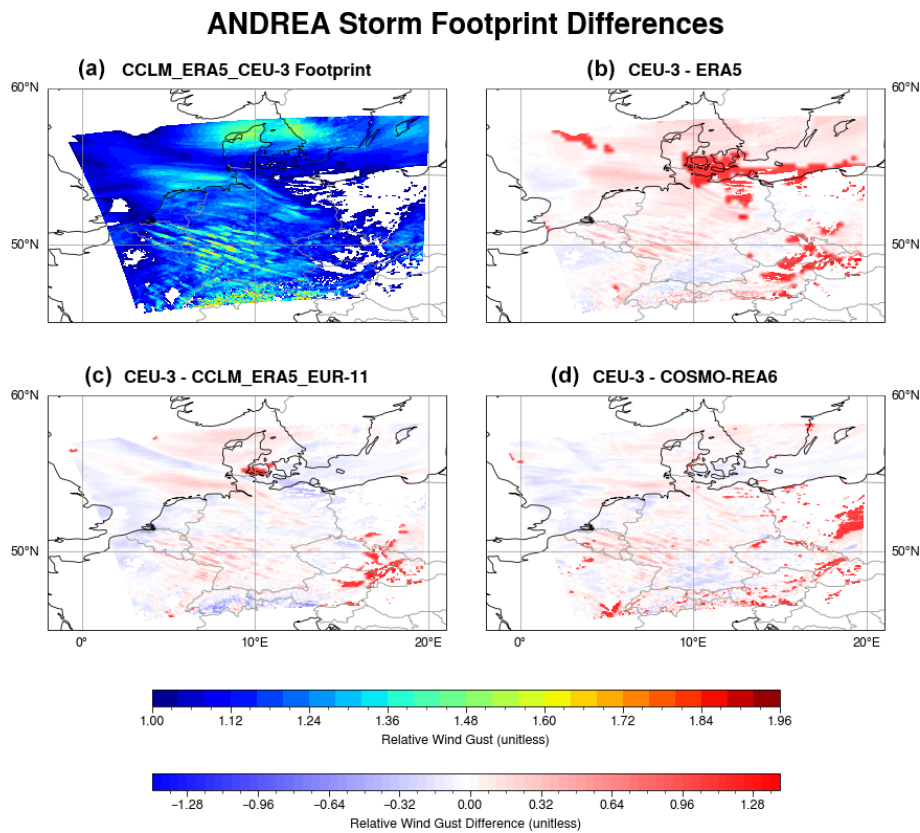 ANDREA Storm Footprint Differences
(a) CCLM_ERA5_CEU-3 Footprint
(b) CEU-3 - ERA5
60°N
60°N
50°N
50°N
(c) CEU-3 - CCLM_ERA5_EUR-11
(d) CEU-3 - COSMO-REA6
60°N
60°N
50°N
50°N
0° 10°E 20°E 0° 10°E 20°E
1.00 1.12 1.24 1.36 1.48 1.60 1.72 1.84 1.96
Relative Wind Gust (unitless)
−1.28 −0.96 −0.64 −0.32 0.00 0.32 0.64 0.96 1.28
Relative Wind Gust Difference (unitless)